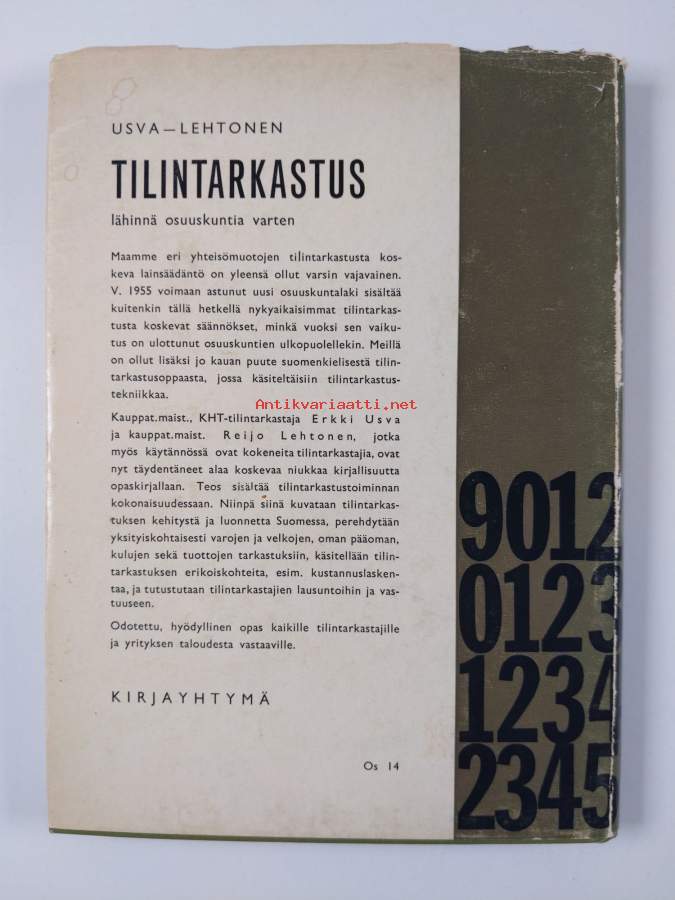 USVA—LEHTONEN
TILINTARKASTUS
lähinnä osuuskuntia varten
Maamme eri yhteisömuotojen tilintarkastusta kos-
keva lainsäädäntö on yleensä ollut varsin vajavainen.
V. 1955 voimaan astunut uusi osuuskuntalaki sisältää
kuitenkin tällä hetkellä nykyaikaisimmat tilintarkas-
tusta koskevat säännökset, minkä vuoksi sen vaiku-
tus on ulottunut osuuskuntien ulkopuolellekin. Meillä
on ollut lisäksi jo kauan puute suomenkielisestä tilin-
tarkastusoppaasta, jossa käsiteltäisiin tilintarkastus-
tekniikkaa.
Antikvariaatti.net
Kauppat.maist., KHT-tilintarkastaja Erkki Usva
ja kauppat.maist. Reijo Lehtonen, jotka
myös käytännössä ovat kokeneita tilintarkastajia, ovat
nyt täydentäneet alaa koskevaa niukkaa kirjallisuutta
opaskirjallaan. Teos sisältää tilintarkastustoiminnan
kokonaisuudessaan. Niinpä siinä kuvataan tilintarkas-
tuksen kehitystä ja luonnetta Suomessa, perehdytään
yksityiskohtaisesti varojen ja velkojen, oman pääoman,
kulujen sekä tuottojen tarkastuksiin, käsitellään tilin-
tarkastuksen erikoiskohteita, esim. kustannuslasken-
taa, ja tutustutaan tilintarkastajien lausuntoihin ja vas-
tuuseen.
Odotettu, hyödyllinen opas kaikille tilintarkastajille
ja yrityksen taloudesta vastaaville.
KIRJAYHTYMÄ
Os 14
9012
0123
1234
2345